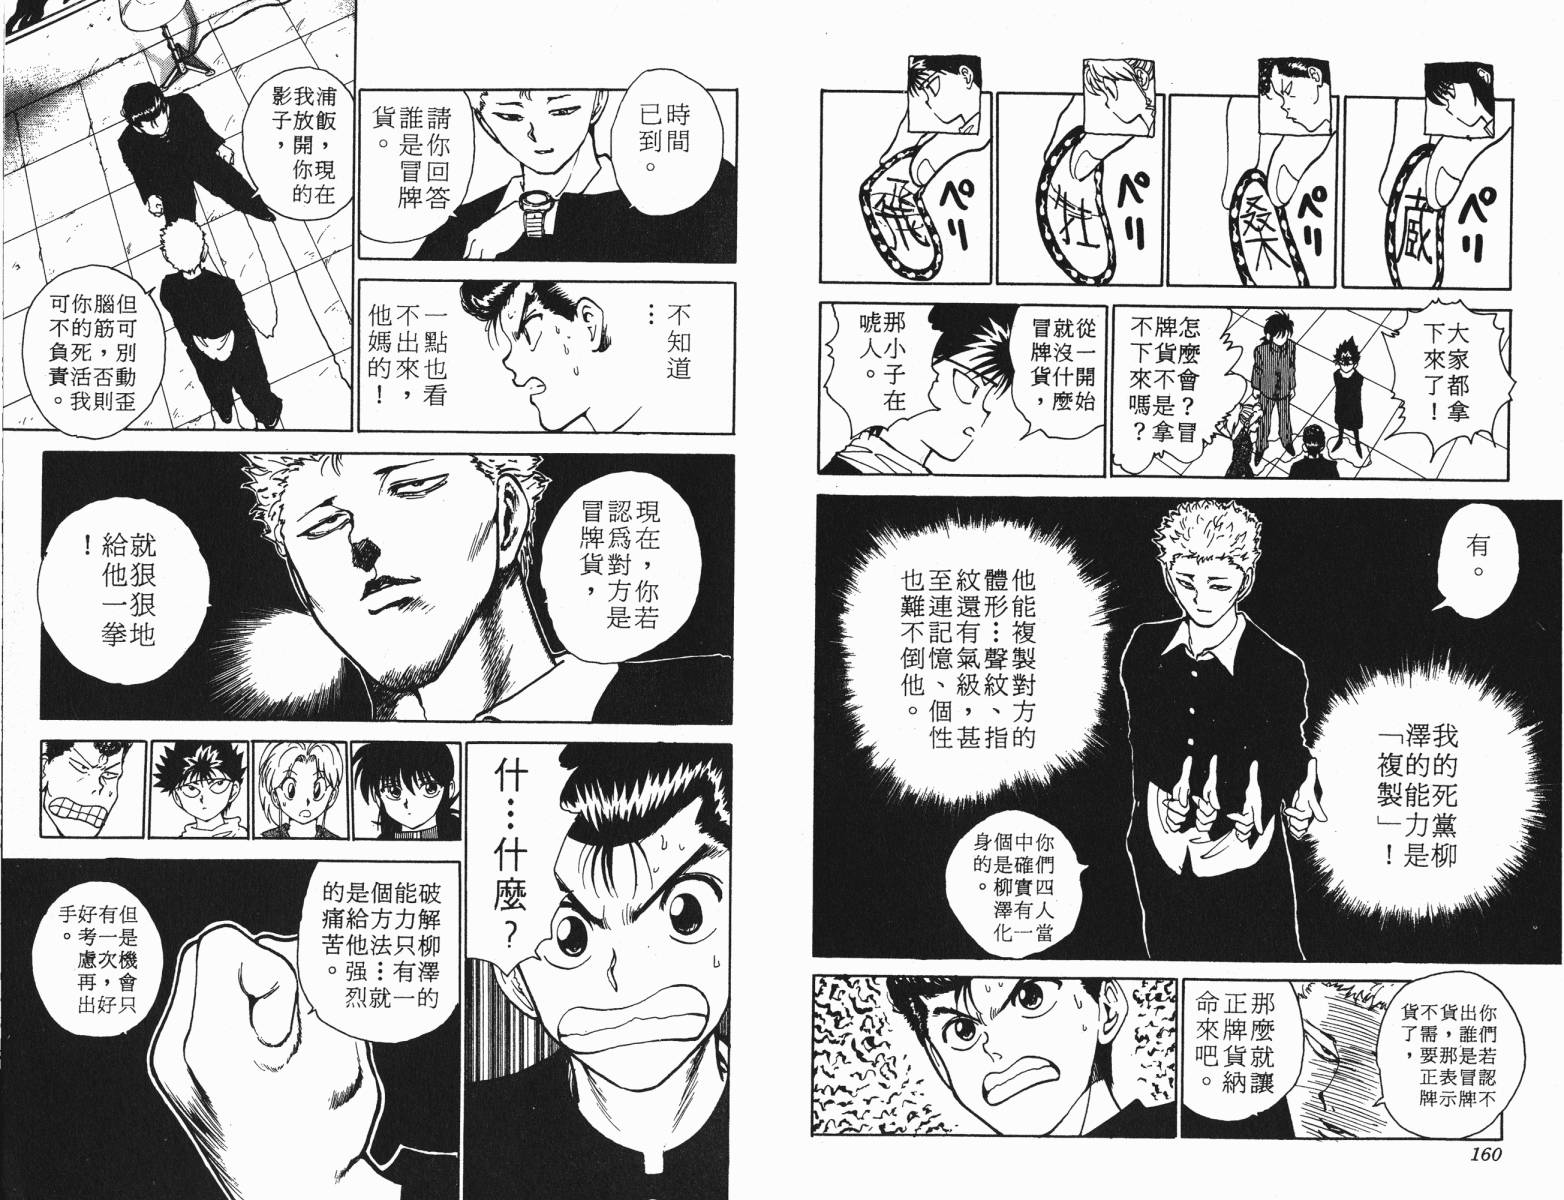 蔵
ペリ
桑
ペリ
牡
ペリ
飛
ペリ
大家都拿
下來了！
怎麼會？冒
牌貨不是拿
不下來嗎？
從一開始
就沒什麼
冒牌貨，
那小子在
唬人。
有。
我的死黨柳
澤的能力是
「複製」！
他能複製對方的
體形…聲紋、指
紋還有氣級，甚
至連記憶、個性
也難不倒他。
你們四人當
中確實有一
個是柳澤化
身的。
你們若認不
出誰是冒牌
貨，那表示
不需要正牌
貨了，
那麼就讓
正牌貨納
命來吧。
160
時間
已到。
請你回答
誰是冒牌
貨。
浦飯，現在
我放開你的
影子，
但可別動歪
腦筋，否則
你的死活我
可不負責。
不知道
…
一點也看
不出來，
他媽的！
現在，你若
認爲對方是
冒牌貨，
就狠狠地
給他一拳
！
什…什麼？
破解柳澤的
能力只有一
個方法…就
是給他强烈
的痛苦。
但是機會只
有一次，好
好考慮再出
手。